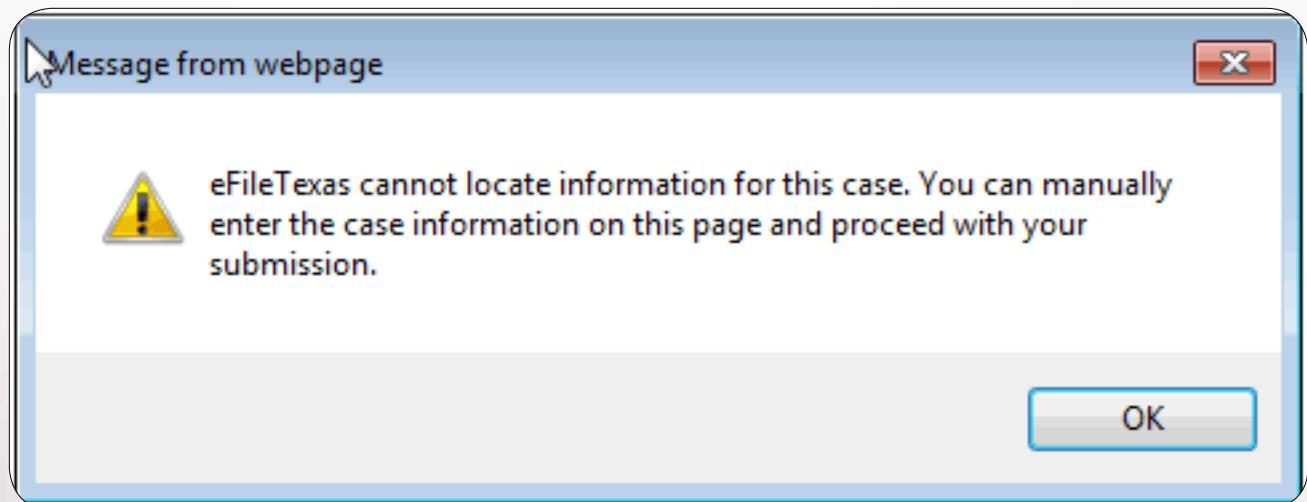 Message from webpage
eFileTexas cannot locate information for this case. You can manually
enter the case information on this page and proceed with your
submission.
OK